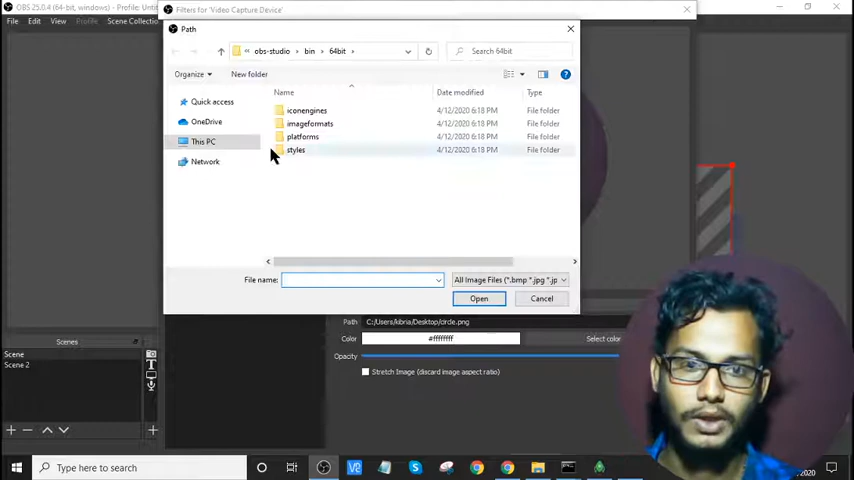 OBS 25.0.4 (64-bit, windows) - Profile: Untit
Filters for 'Video Capture Device'
File Edit View Profile Scene Collection
Path
« obs-studio › bin › 64bit ›
Search 64bit
Organize
New folder
Name
Date modified
Type
Quick access
OneDrive
This PC
Network
iconengines 4/12/2020 6:18 PM File folder
imageformats 4/12/2020 6:18 PM File folder
platforms 4/12/2020 6:18 PM File folder
styles 4/12/2020 6:18 PM File folder
File name:
All Image Files (*.bmp *.jpg *.jp
Open
Cancel
Path C:/Users/kibria/Desktop/circle.png
Color #ffffffff Select color
Opacity
Stretch Image (discard image aspect ratio)
Scenes
Scene
Scene 2
Type here to search